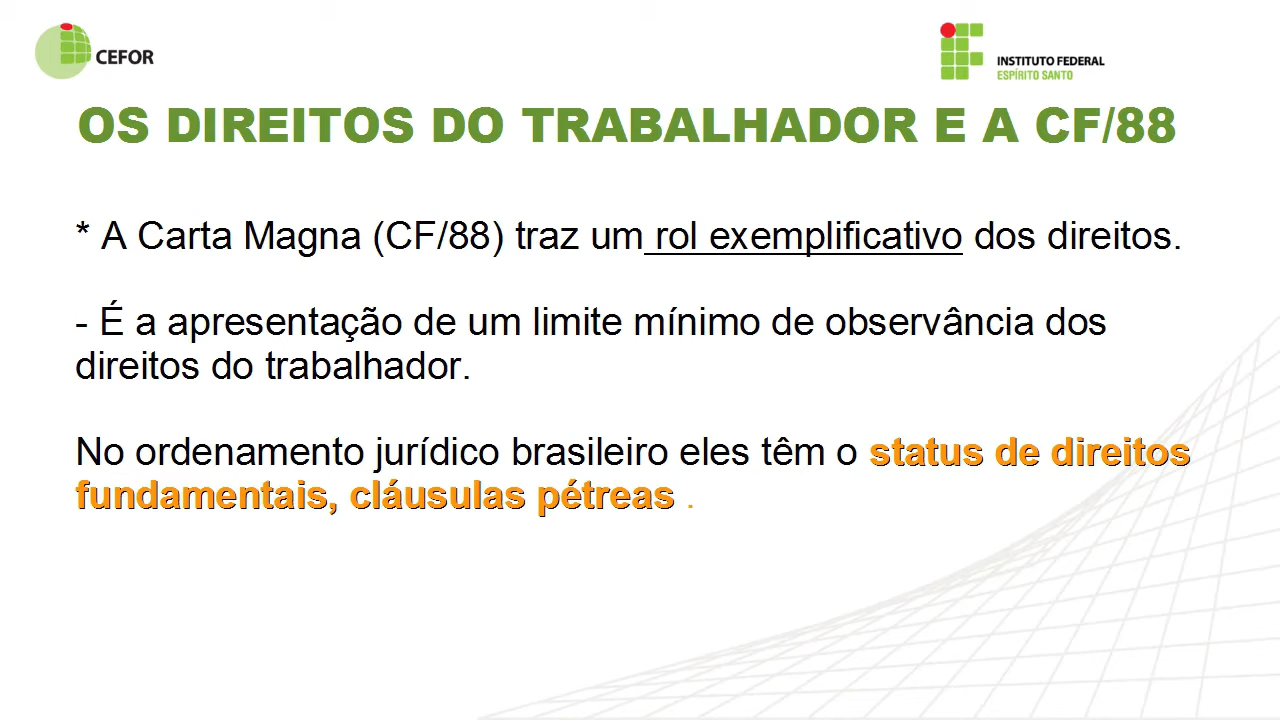 CEFOR
INSTITUTO FEDERAL
ESPÍRITO SANTO
OS DIREITOS DO TRABALHADOR E A CF/88
* A Carta Magna (CF/88) traz um rol exemplificativo dos direitos.
- É a apresentação de um limite mínimo de observância dos
direitos do trabalhador.
No ordenamento jurídico brasileiro eles têm o status de direitos
fundamentais, cláusulas pétreas .